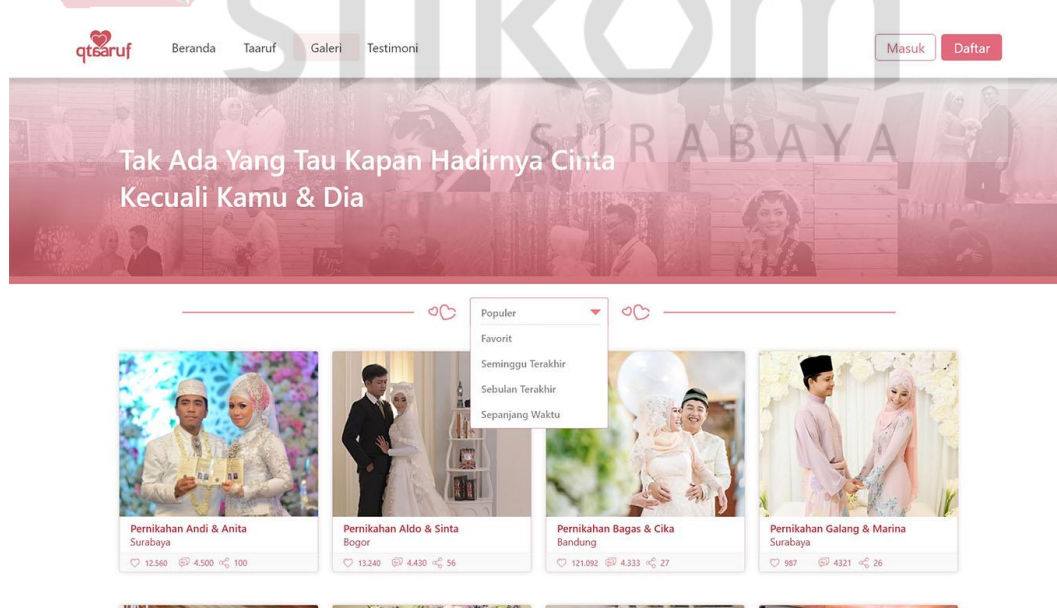 stikom
SURABAYA
qtaaruf
Beranda Taaruf Galeri Testimoni Masuk Daftar
Tak Ada Yang Tau Kapan Hadirnya Cinta
Kecuali Kamu & Dia
Populer
Favorit
Seminggu Terakhir
Sebulan Terakhir
Sepanjang Waktu
Pernikahan Andi & Anita
Surabaya
12.560 4.500 100
Pernikahan Aldo & Sinta
Bogor
13.240 4.430 56
Pernikahan Bagas & Cika
Bandung
121.092 4.333 27
Pernikahan Galang & Marina
Surabaya
987 4321 26